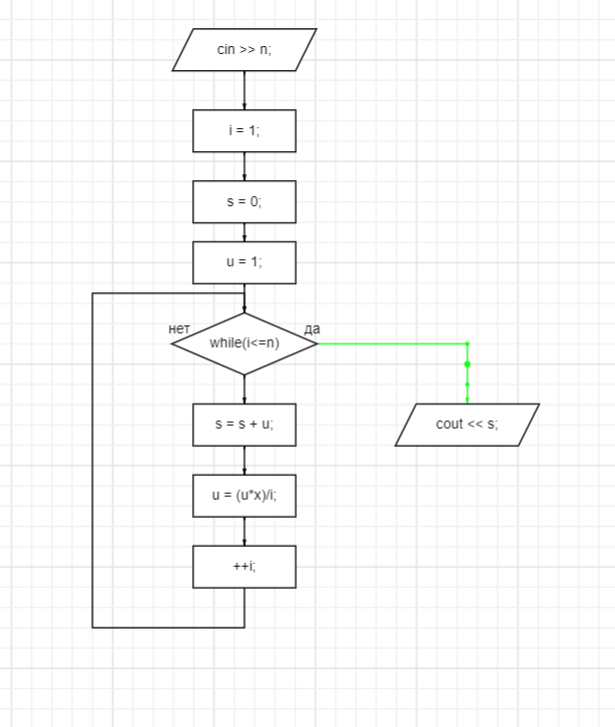 cin >> n;
i = 1;
s = 0;
u = 1;
нет
да
while(i<=n)
s = s + u;
cout << s;
u = (u*x)/i;
++i;